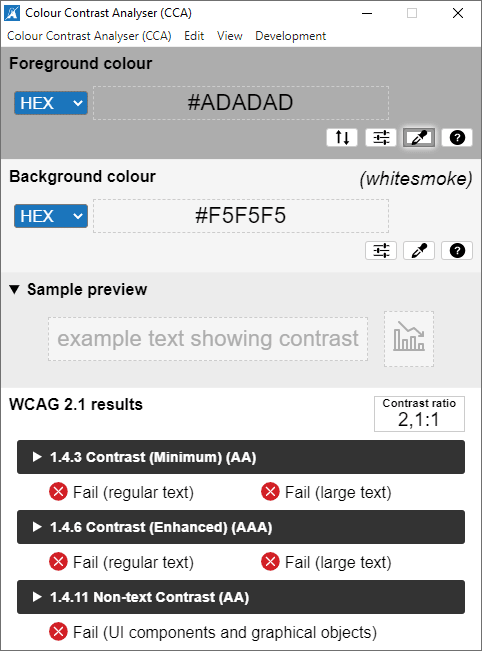 Colour Contrast Analyser (CCA)
Colour Contrast Analyser (CCA) Edit View Development
Foreground colour
HEX #ADADAD
Background colour (whitesmoke)
HEX #F5F5F5
Sample preview
example text showing contrast
WCAG 2.1 results
Contrast ratio
2,1:1
1.4.3 Contrast (Minimum) (AA)
Fail (regular text) Fail (large text)
1.4.6 Contrast (Enhanced) (AAA)
Fail (regular text) Fail (large text)
1.4.11 Non-text Contrast (AA)
Fail (UI components and graphical objects)